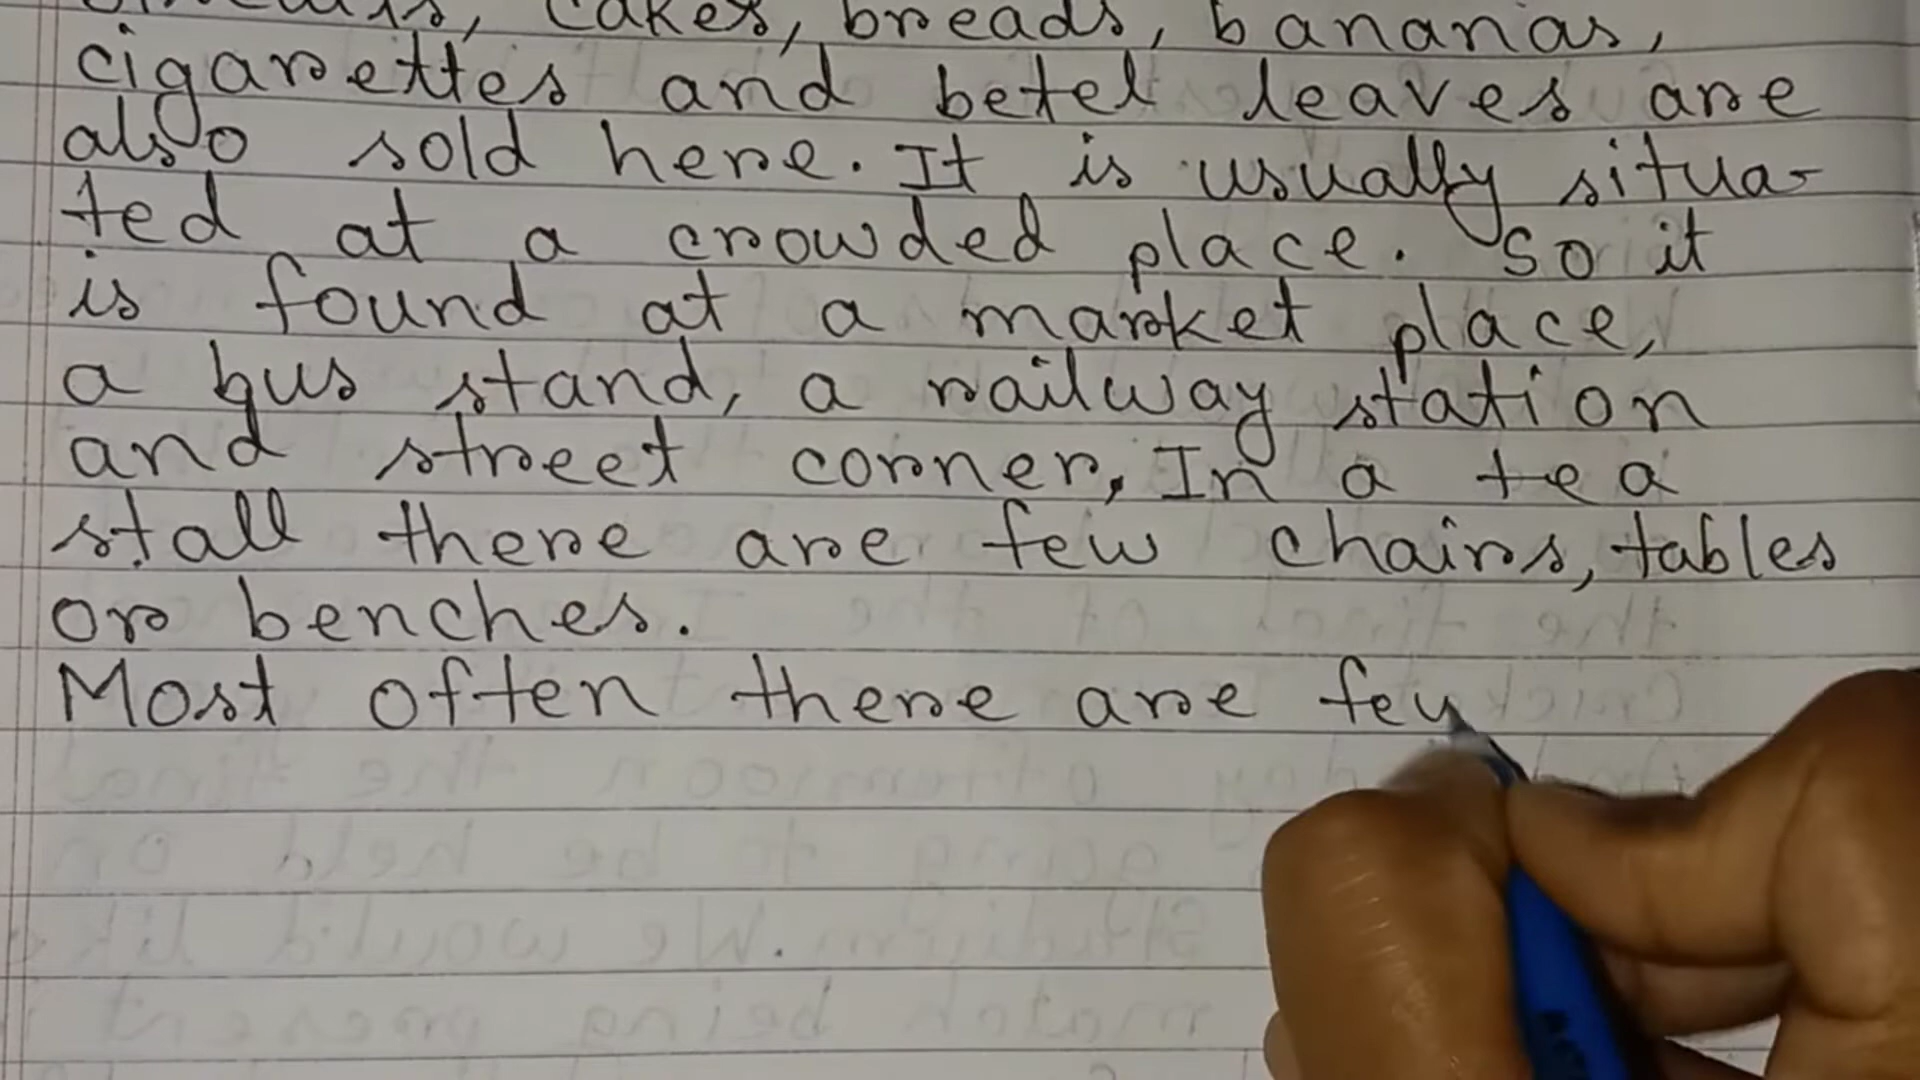 cakes, breads, bananas,
cigarettes and betel leaves are
also sold here. It is usually situa-
ted at a crowded place. So it
is found at a market place,
a bus stand, a railway station
and street corner, In a tea
stall there are few chairs, tables
or benches.
Most often there are few